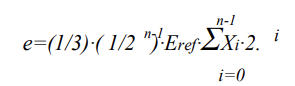 n-1
e=(1/3)·( 1/2 n-1)·Eref·∑Xi·2. i
i=0